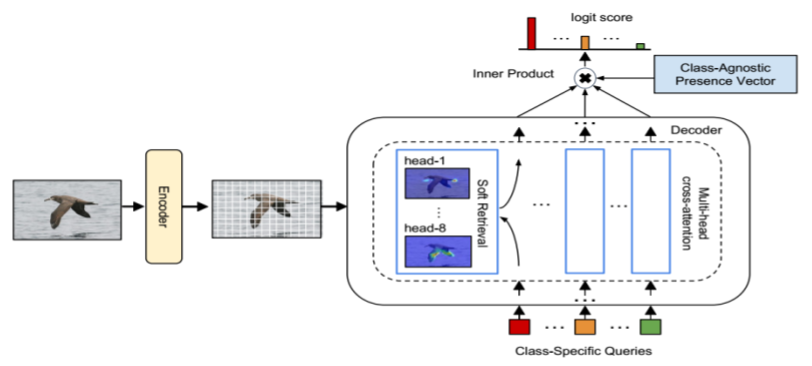 logit score
...
...
Inner Product
Class-Agnostic
Presence Vector
...
Decoder
Encoder
head-1
...
head-8
Soft Retrieval
...
...
Multi-head
cross-attention
...
...
...
Class-Specific Queries